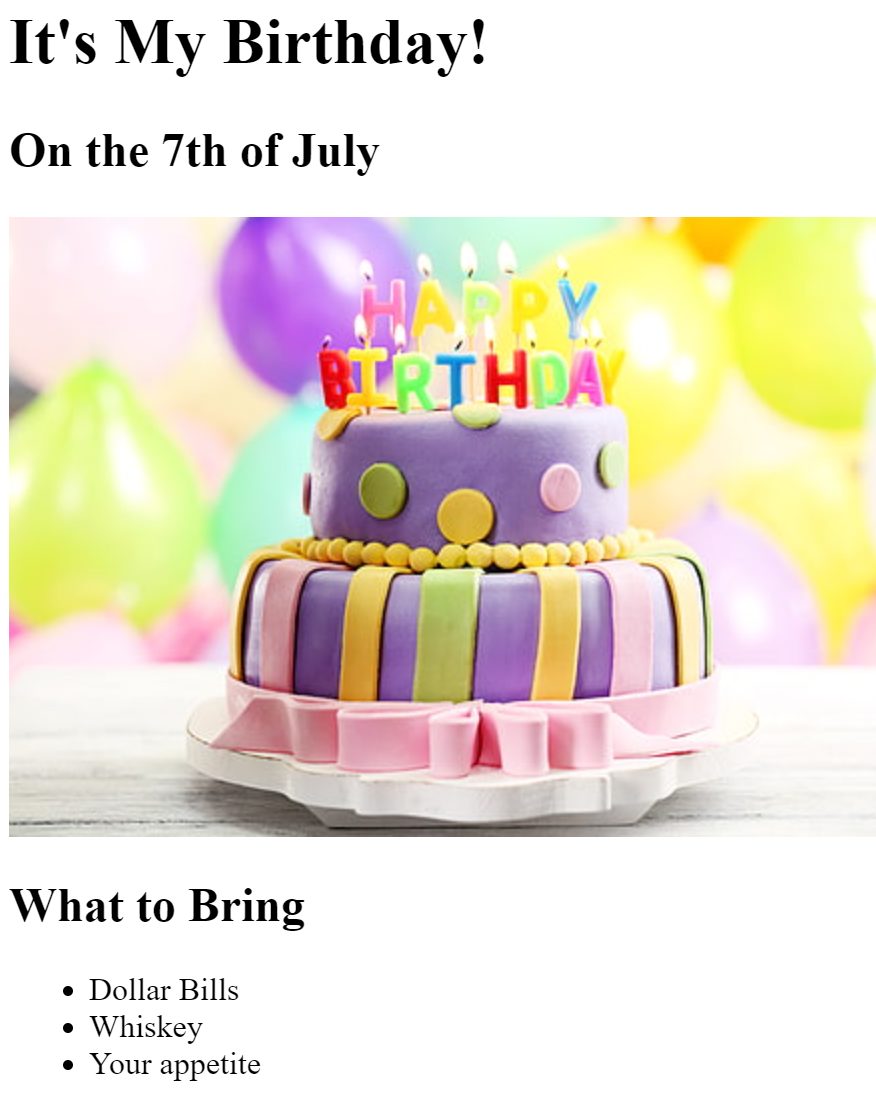 It's My Birthday!
On the 7th of July
HAPPY
BIRTHDAY
What to Bring
Dollar Bills
Whiskey
Your appetite